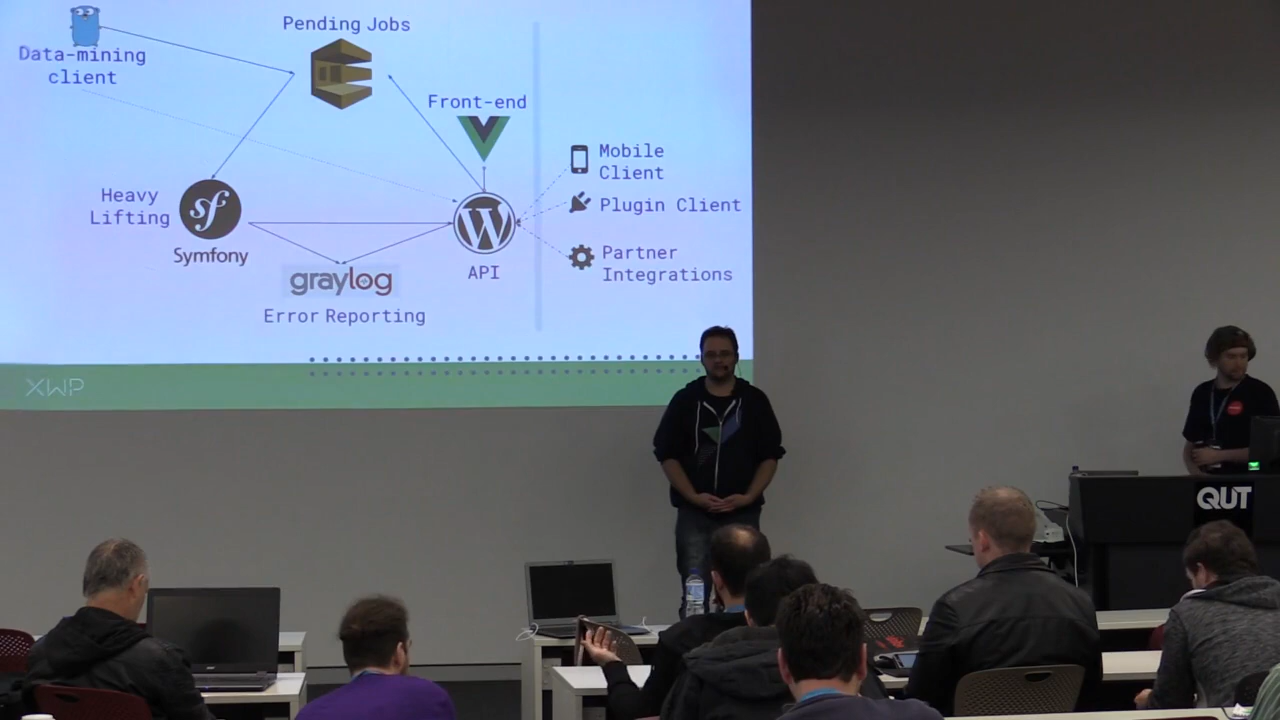 Pending Jobs
Data-mining
client
Front-end
Mobile
Client
Heavy
Lifting
sf
Symfony
W
API
Plugin Client
Partner
Integrations
graylog
Error Reporting
XWP
QUT